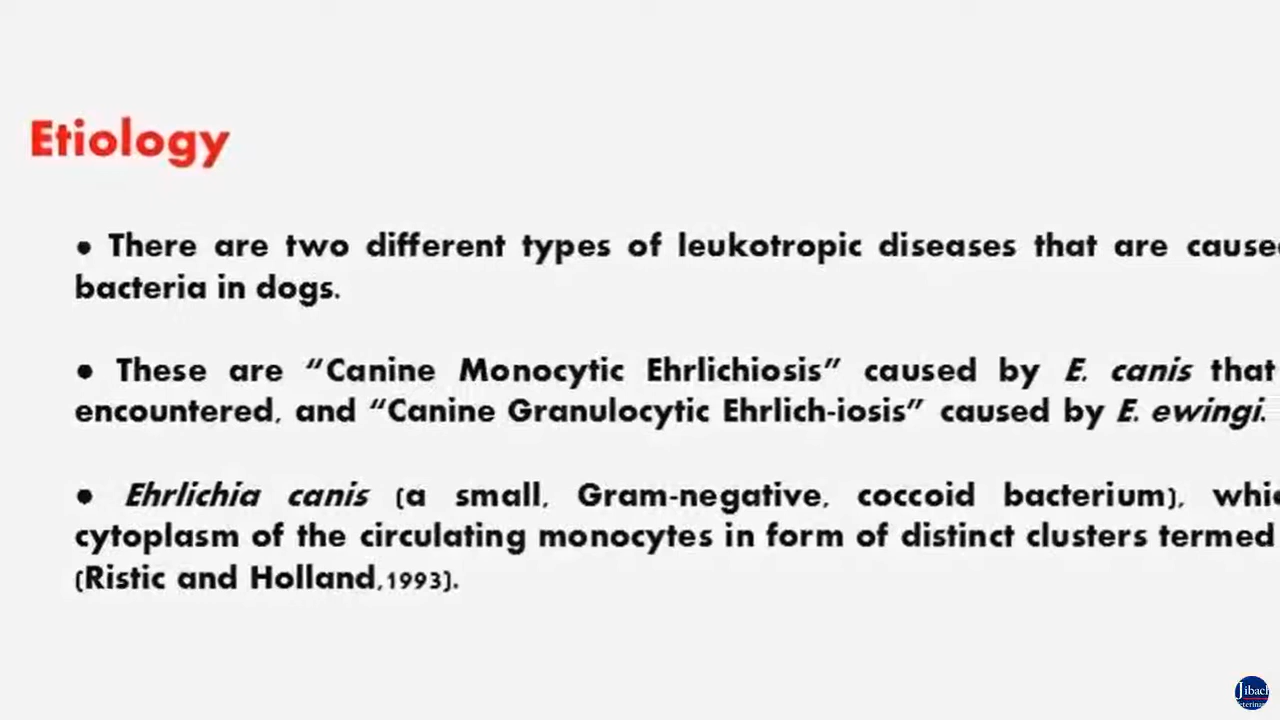 Etiology
• There are two different types of leukotropic diseases that are
bacteria in dogs.
• These are “Canine Monocytic Ehrlichiosis” caused by E. canis that
encountered, and “Canine Granulocytic Ehrlich-iosis” caused by E. ewingi.
• Ehrlichia canis (a small, Gram-negative, coccoid bacterium),
cytoplasm of the circulating monocytes in form of distinct clusters termed
(Ristic and Holland,1993).